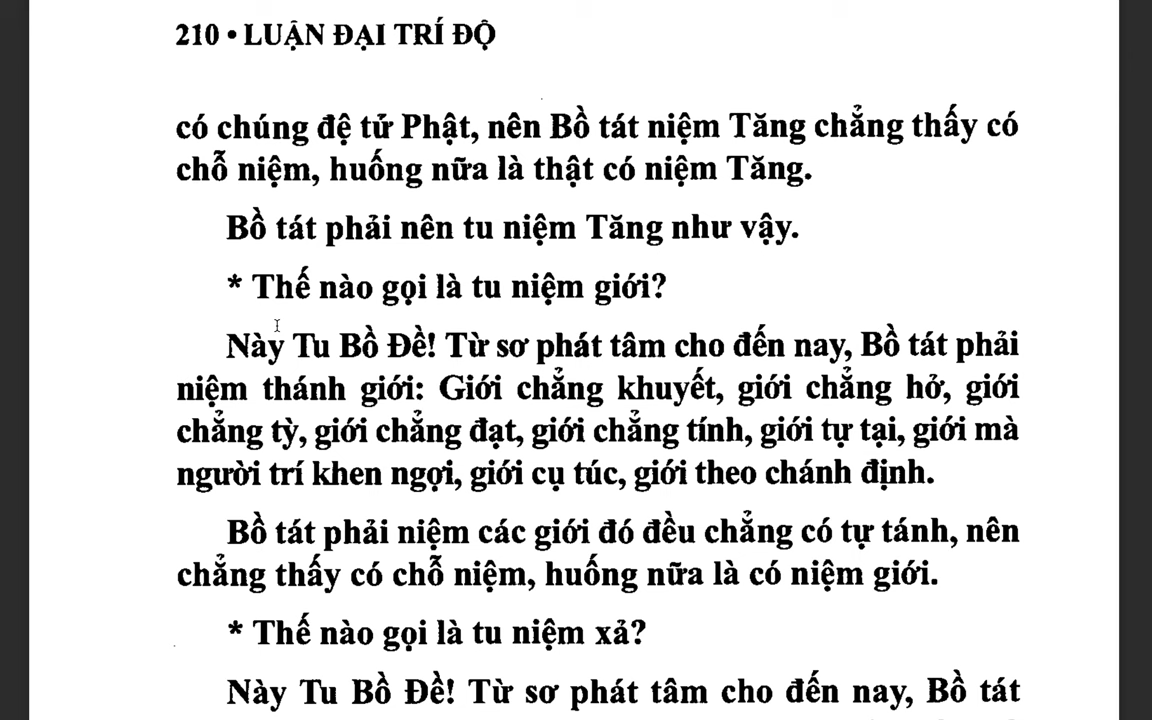 210 • LUẬN ĐẠI TRÍ ĐỘ
có chúng đệ tử Phật, nên Bồ tát niệm Tăng chẳng thấy có
chỗ niệm, huống nữa là thật có niệm Tăng.
Bồ tát phải nên tu niệm Tăng như vậy.
* Thế nào gọi là tu niệm giới?
Này Tu Bồ Đề! Từ sơ phát tâm cho đến nay, Bồ tát phải
niệm thánh giới: Giới chẳng khuyết, giới chẳng hở, giới
chẳng tỳ, giới chẳng đạt, giới chẳng tính, giới tự tại, giới mà
người trí khen ngợi, giới cụ túc, giới theo chánh định.
Bồ tát phải niệm các giới đó đều chẳng có tự tánh, nên
chẳng thấy có chỗ niệm, huống nữa là có niệm giới.
* Thế nào gọi là tu niệm xả?
Này Tu Bồ Đề! Từ sơ phát tâm cho đến nay, Bồ tát